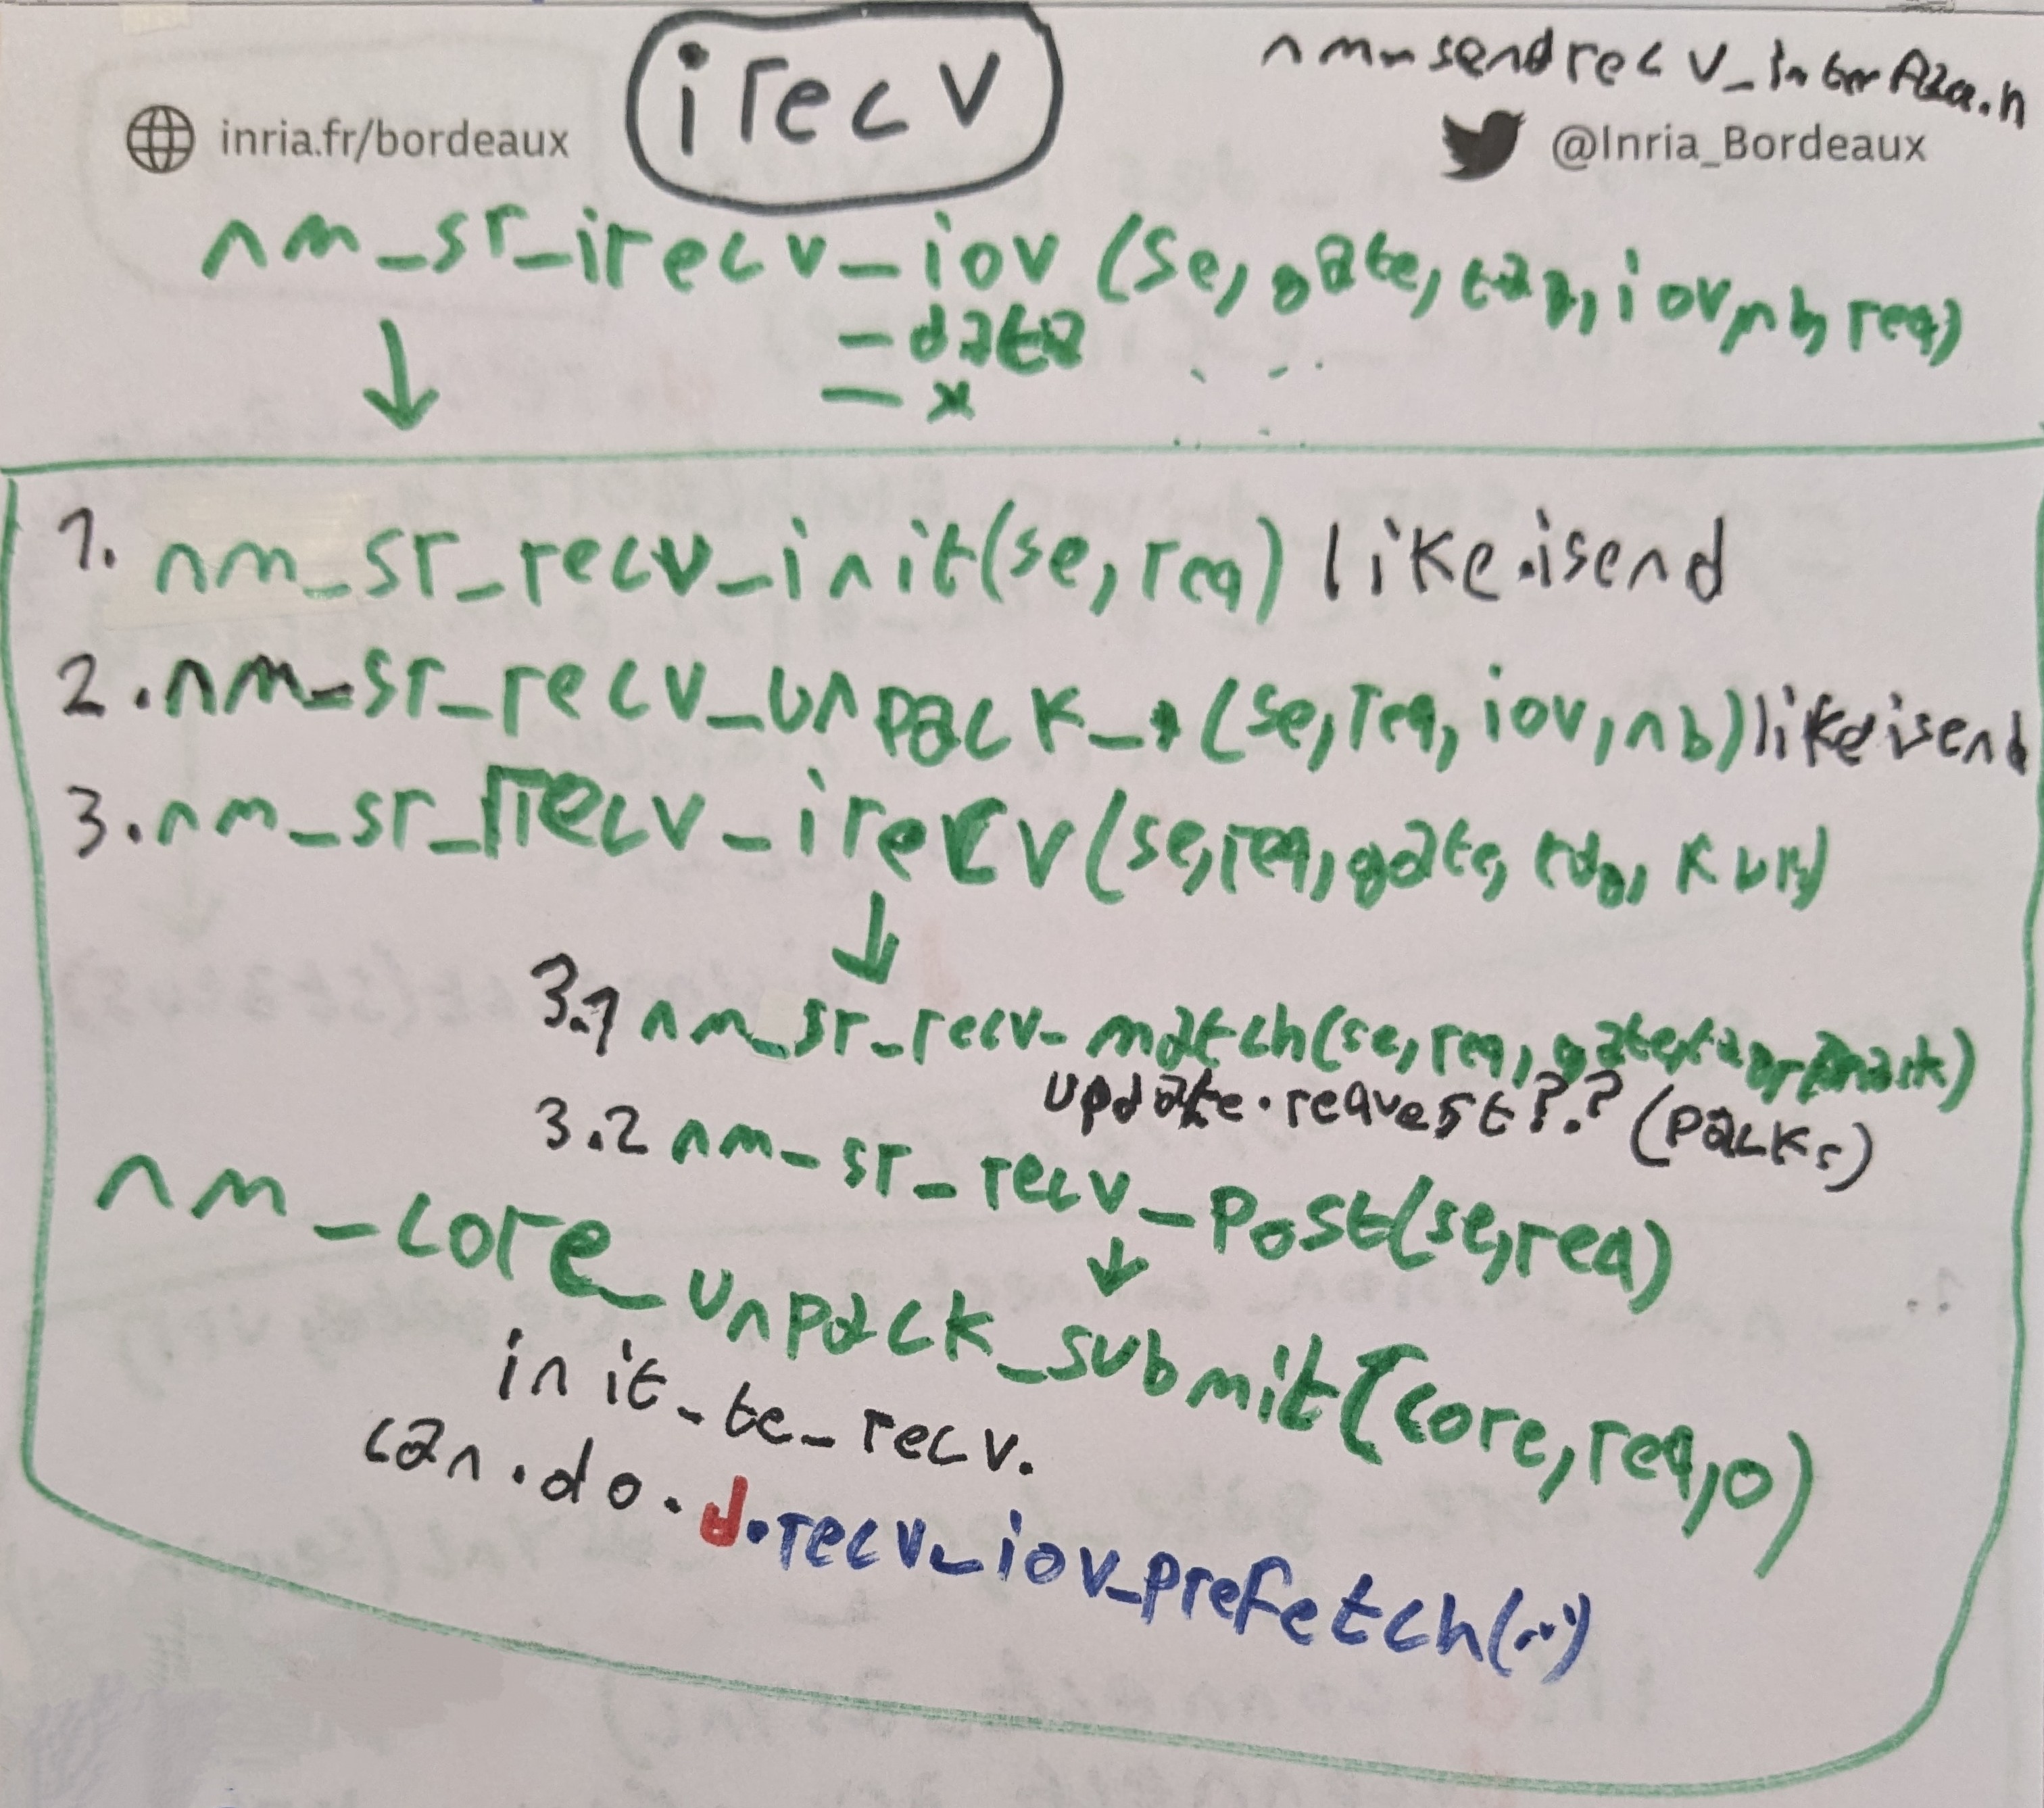 irecv
nm_sendrecv_interface.h
inria.fr/bordeaux
@Inria_Bordeaux
nm_sr_irecv_iov (se, gate, tag, iov, nb, req)
_data
_x
↓
1. nm_sr_recv_init(se, req) like.isend
2. nm_sr_recv_unpack_*(se, req, iov, nb) like isend
3. nm_sr_recv_irecv(se, req, gate, tag,
↓
3.1 nm_sr_recv_match(se, req, gate, tag, mask)
update.request?? (packs)
3.2 nm_sr_recv_post(se, req)
↓
nm_core_unpack_submit(core, req, 0)
init_te_recv.
can.do.d.recv_iov_prefetch(...)